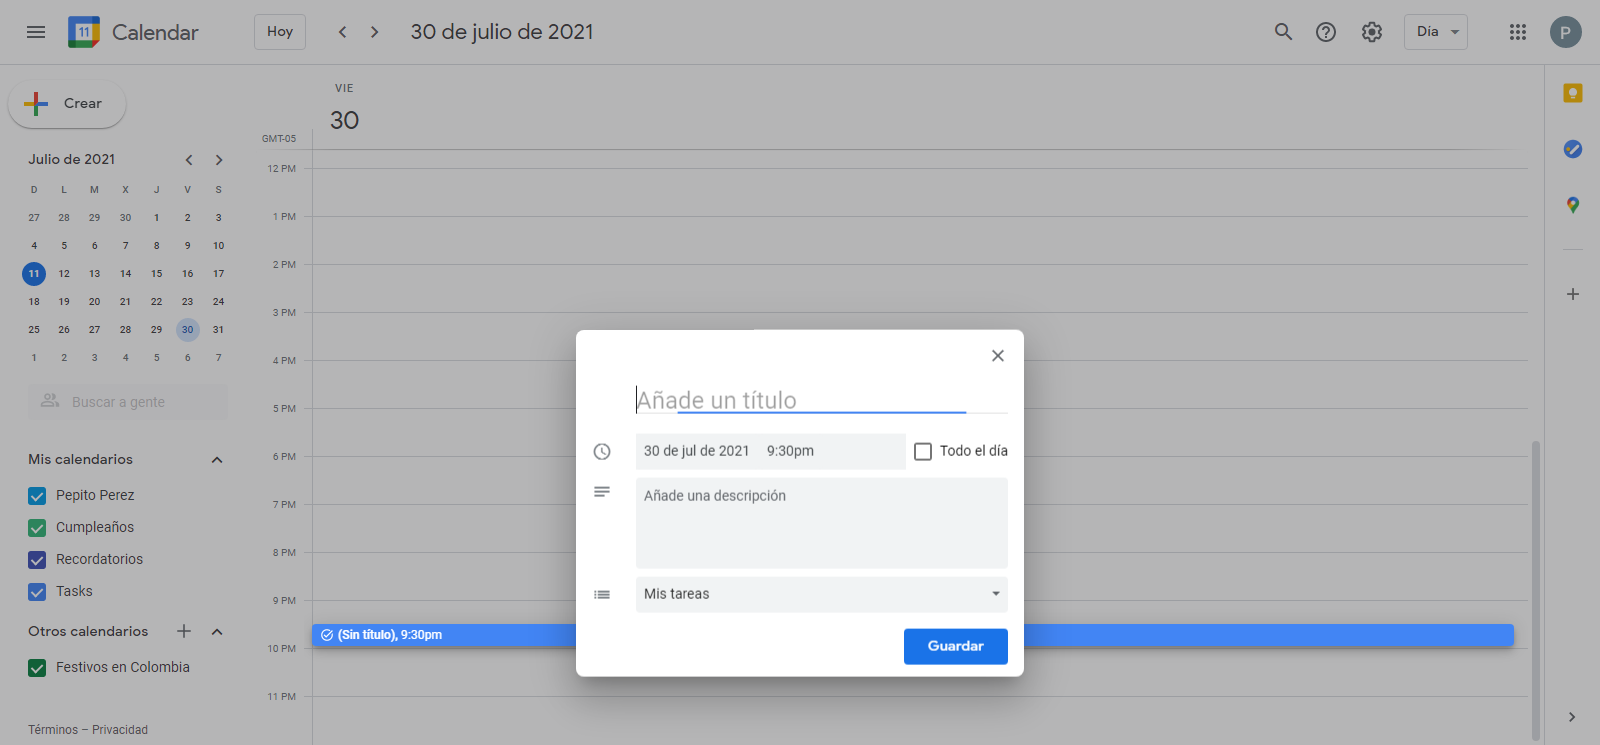 11 Calendar Hoy 30 de julio de 2021 Día P
Crear
Julio de 2021
D L M X J V S
27 28 29 30 1 2 3
4 5 6 7 8 9 10
11 12 13 14 15 16 17
18 19 20 21 22 23 24
25 26 27 28 29 30 31
1 2 3 4 5 6 7
Buscar a gente
Mis calendarios
Pepito Perez
Cumpleaños
Recordatorios
Tasks
Otros calendarios
Festivos en Colombia
Términos – Privacidad
VIE
30
GMT-05
12 PM
1 PM
2 PM
3 PM
4 PM
5 PM
6 PM
7 PM
8 PM
9 PM
(Sin título), 9:30pm
10 PM
11 PM
Añade un título
30 de jul de 2021 9:30pm Todo el día
Añade una descripción
Mis tareas
Guardar